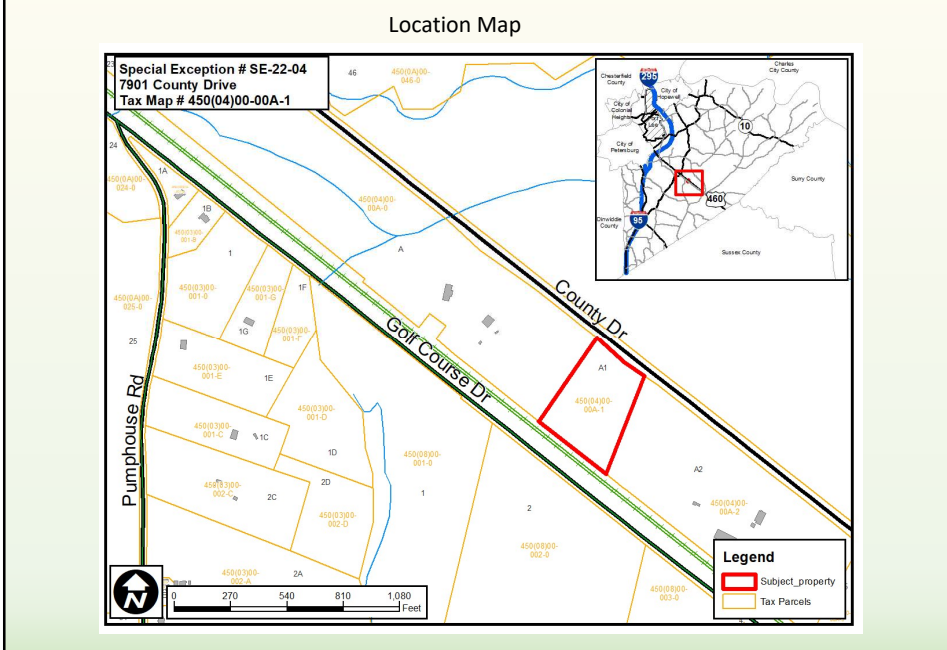 Location Map
Special Exception # SE-22-04
7901 County Drive
Tax Map # 450(04)00-00A-1
46
450(0A)00-
046-0
Chesterfield
County
295
City of
Hopewell
Charles
City County
City of
Colonial
Heights
10
City of
Petersburg
Surry County
460
Dinwiddie
County
95
Sussex County
24
450(0A)00-
024-0
1A
1B
450(03)00-
001-B
1
450(04)00-
00A-0
A
450(03)00-
001-0
450(03)00-
001-G
1F
450(03)00-
001-F
1G
450(0A)00-
025-0
25
County Dr
Golf Course Dr
Pumphouse Rd
450(03)00-
001-E
1E
A1
450(04)00-
00A-1
450(03)00-
001-D
450(03)00-
001-C
1C
1D
450(08)00-
001-0
450(03)00-
002-C
2C
2D
450(03)00-
002-D
1
2
A2
450(04)00-
00A-2
450(08)00-
002-0
450(03)00-
002-A
2A
450(08)00-
003-0
N
0 270 540 810 1,080
Feet
Legend
Subject_property
Tax Parcels